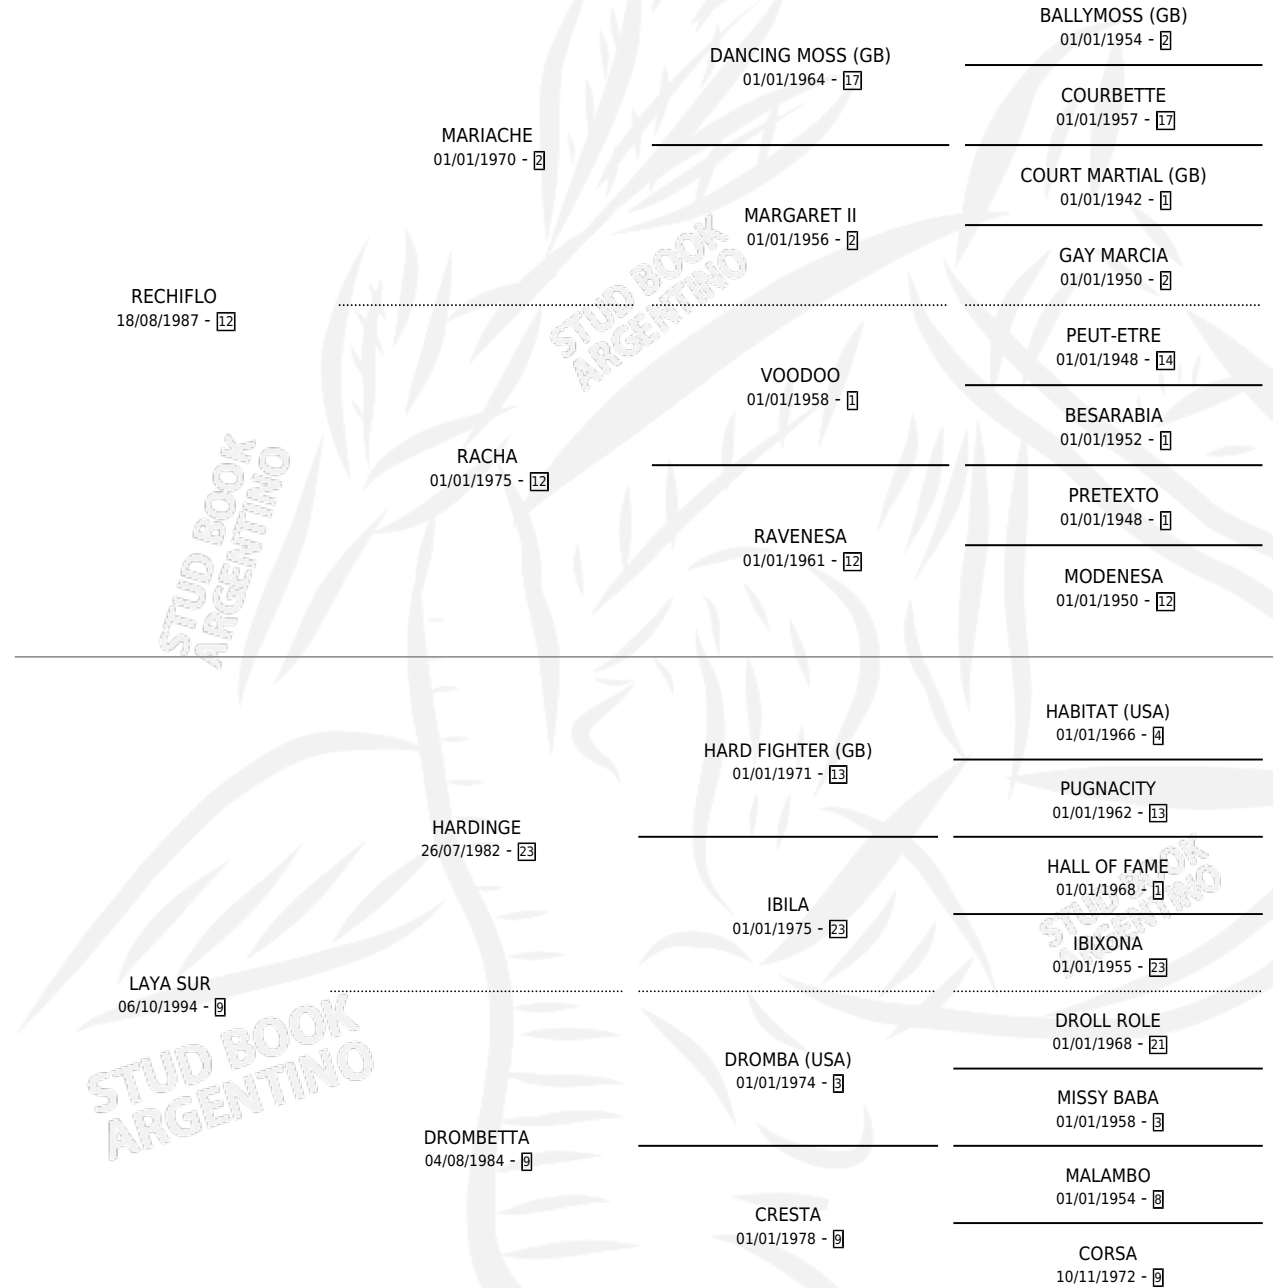 BALLYMOSS (GB)
01/01/1954 - 2
DANCING MOSS (GB)
01/01/1964 - 17
COURBETTE
01/01/1957 - 17
MARIACHE
01/01/1970 - 2
COURT MARTIAL (GB)
01/01/1942 - 1
MARGARET II
01/01/1956 - 2
GAY MARCIA
01/01/1950 - 2
RECHIFLO
18/08/1987 - 12
STUD BOOK
ARGENTINO
PEUT-ETRE
01/01/1948 - 14
VOODOO
01/01/1958 - 1
BESARABIA
01/01/1952 - 1
RACHA
01/01/1975 - 12
PRETEXTO
01/01/1948 - 1
RAVENESA
01/01/1961 - 12
MODENESA
01/01/1950 - 12
STUD BOOK
ARGENTINO
HABITAT (USA)
01/01/1966 - 4
HARD FIGHTER (GB)
01/01/1971 - 13
PUGNACITY
01/01/1962 - 13
HARDINGE
26/07/1982 - 23
HALL OF FAME
01/01/1968 - 1
IBILA
01/01/1975 - 23
IBIXONA
01/01/1955 - 23
STUD BOOK
ARGENTINO
LAYA SUR
06/10/1994 - 9
STUD BOOK
ARGENTINO
DROLL ROLE
01/01/1968 - 21
DROMBA (USA)
01/01/1974 - 3
MISSY BABA
01/01/1958 - 3
DROMBETTA
04/08/1984 - 9
MALAMBO
01/01/1954 - 8
CRESTA
01/01/1978 - 9
CORSA
10/11/1972 - 9